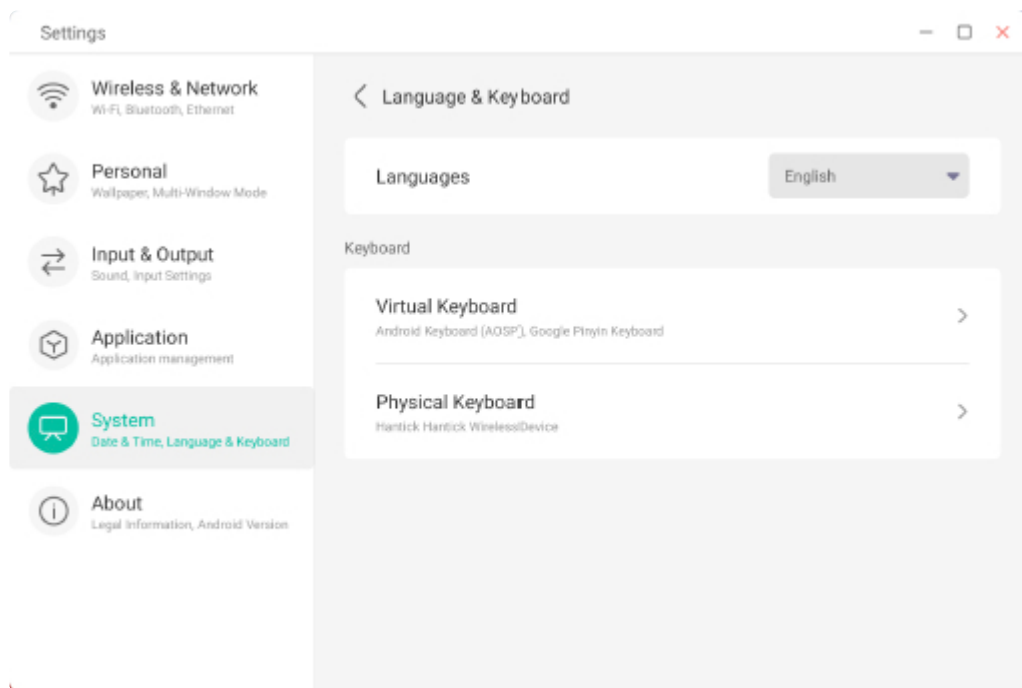 Settings
Wireless & Network
Wi-Fi, Bluetooth, Ethernet
Personal
Wallpaper, Multi-Window Mode
Input & Output
Sound, Input Settings
Application
Application management
System
Date & Time, Language & Keyboard
About
Legal Information, Android Version
Language & Keyboard
Languages
English
Keyboard
Virtual Keyboard
Android Keyboard (AOSP), Google Pinyin Keyboard
Physical Keyboard
Hantick Hantick WirelessDevice